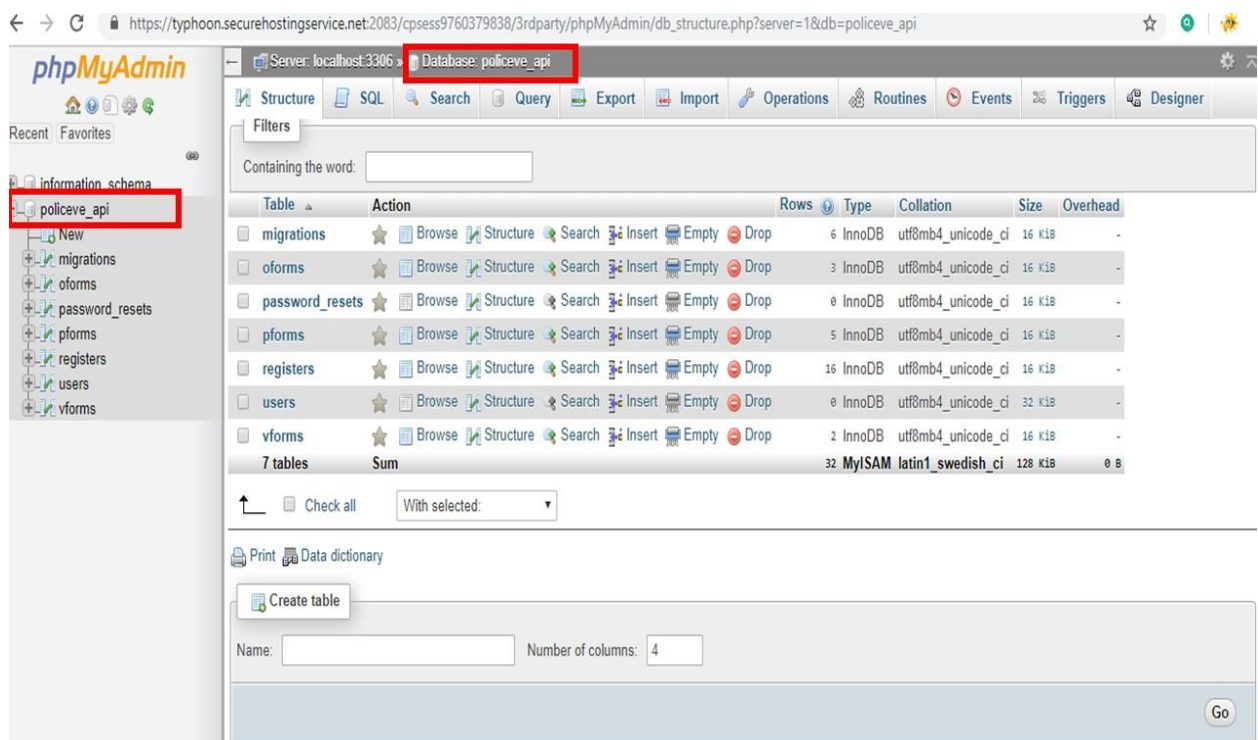 https://typhoon.securehostingservice.net:2083/cpsess9760379838/3rdparty/phpMyAdmin/db_structure.php?server=1&db=policeve_api
phpMyAdmin
Recent Favorites
information_schema
policeve_api
New
migrations
oforms
password_resets
pforms
registers
users
vforms
Server: localhost:3306 » Database: policeve_api
Structure SQL Search Query Export Import Operations Routines Events Triggers Designer
Filters
Containing the word:
Table Action Rows Type Collation Size Overhead
migrations Browse Structure Search Insert Empty Drop 6 InnoDB utf8mb4_unicode_ci 16 KiB -
oforms Browse Structure Search Insert Empty Drop 3 InnoDB utf8mb4_unicode_ci 16 KiB -
password_resets Browse Structure Search Insert Empty Drop 0 InnoDB utf8mb4_unicode_ci 16 KiB -
pforms Browse Structure Search Insert Empty Drop 5 InnoDB utf8mb4_unicode_ci 16 KiB -
registers Browse Structure Search Insert Empty Drop 16 InnoDB utf8mb4_unicode_ci 16 KiB -
users Browse Structure Search Insert Empty Drop 0 InnoDB utf8mb4_unicode_ci 32 KiB -
vforms Browse Structure Search Insert Empty Drop 2 InnoDB utf8mb4_unicode_ci 16 KiB -
7 tables Sum 32 MyISAM latin1_swedish_ci 128 KiB 0 B
Check all With selected:
Print Data dictionary
Create table
Name: Number of columns: 4
Go